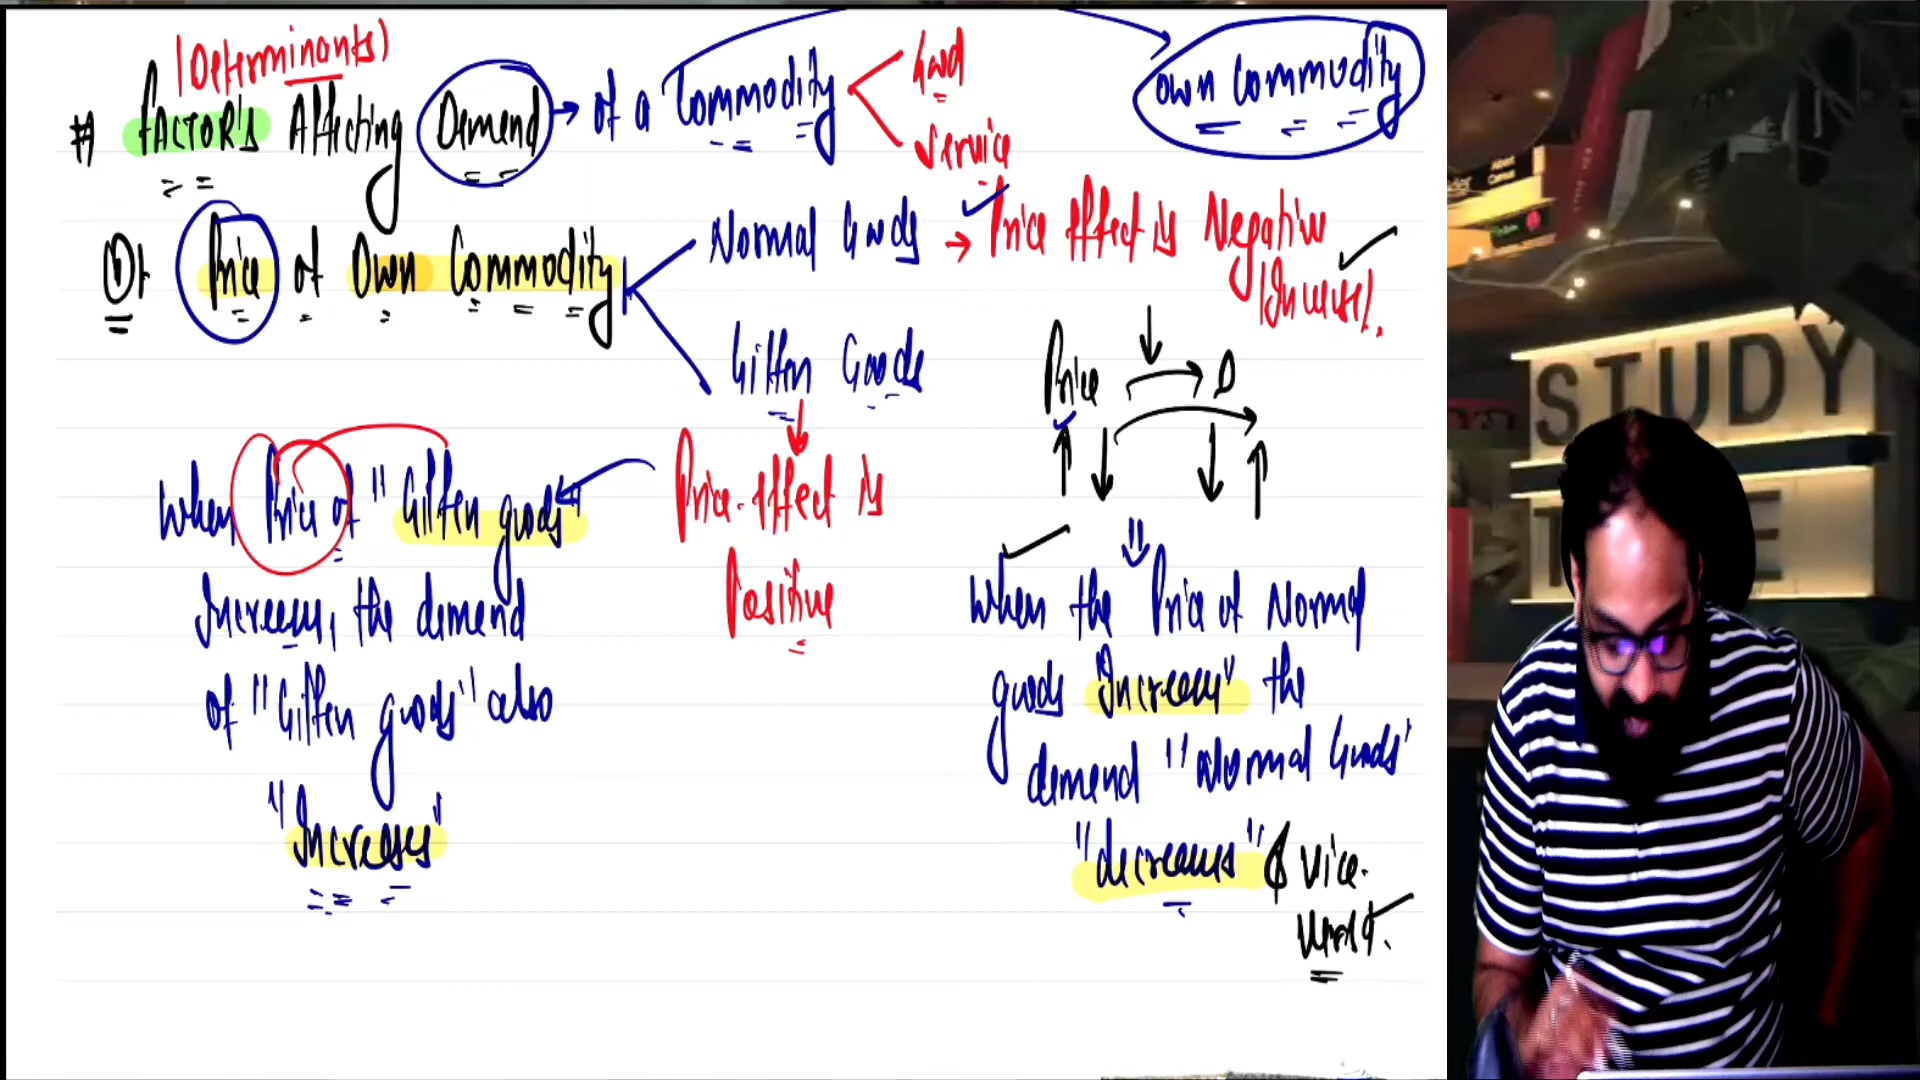 (Determinants)
# FACTOR'S Affecting Demand → of a Commodity
Good
Service
own commodity
① Price of Own Commodity
Normal Goods → Price Effect is Negative
(Inverse).
Giffen Goods
Price → D
Price-effect is
Positive
When Price of "Giffen goods"
Increases, the demand
of "Giffen goods" also
"Increases"
When the Price of Normal
goods "Increases" the
demand "Normal Goods"
"decreases" & Vice-
Versa.
STUDY